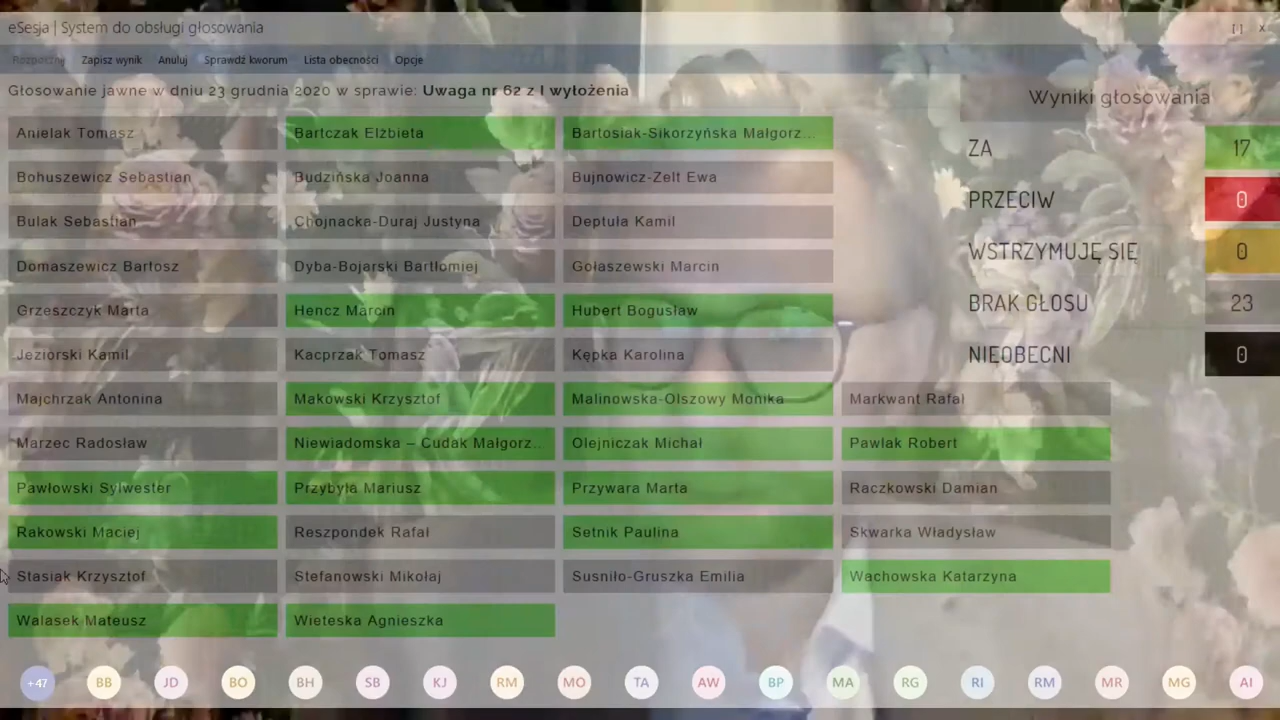 eSesja | System do obsługi głosowania
[·] X
Rozpocznij Zapisz wynik Anuluj Sprawdź kworum Lista obecności Opcje
Głosowanie jawne w dniu 23 grudnia 2020 w sprawie: Uwaga nr 62 z I wyłożenia
Wyniki głosowania
Anielak Tomasz Bartczak Elżbieta Bartosiak-Sikorzyńska Małgorz...
ZA 17
Bohuszewicz Sebastian Budzińska Joanna Bujnowicz-Zelt Ewa
PRZECIW 0
Bulak Sebastian Chojnacka-Duraj Justyna Deptuła Kamil
WSTRZYMUJĘ SIĘ 0
Domaszewicz Bartosz Dyba-Bojarski Bartłomiej Gołaszewski Marcin
BRAK GŁOSU 23
Grzeszczyk Marta Hencz Marcin Hubert Bogusław
NIEOBECNI 0
Jeziorski Kamil Kacprzak Tomasz Kępka Karolina
Majchrzak Antonina Makowski Krzysztof Malinowska-Olszowy Monika Markwant Rafał
Marzec Radosław Niewiadomska – Cudak Małgorz... Olejniczak Michał Pawlak Robert
Pawłowski Sylwester Przybyła Mariusz Przywara Marta Raczkowski Damian
Rakowski Maciej Reszpondek Rafał Setnik Paulina Skwarka Władysław
Stasiak Krzysztof Stefanowski Mikołaj Susniło-Gruszka Emilia Wachowska Katarzyna
Walasek Mateusz Wieteska Agnieszka
+47 BB JD BO BH SB KJ RM MO TA AW BP MA RG RI RM MR MG AI